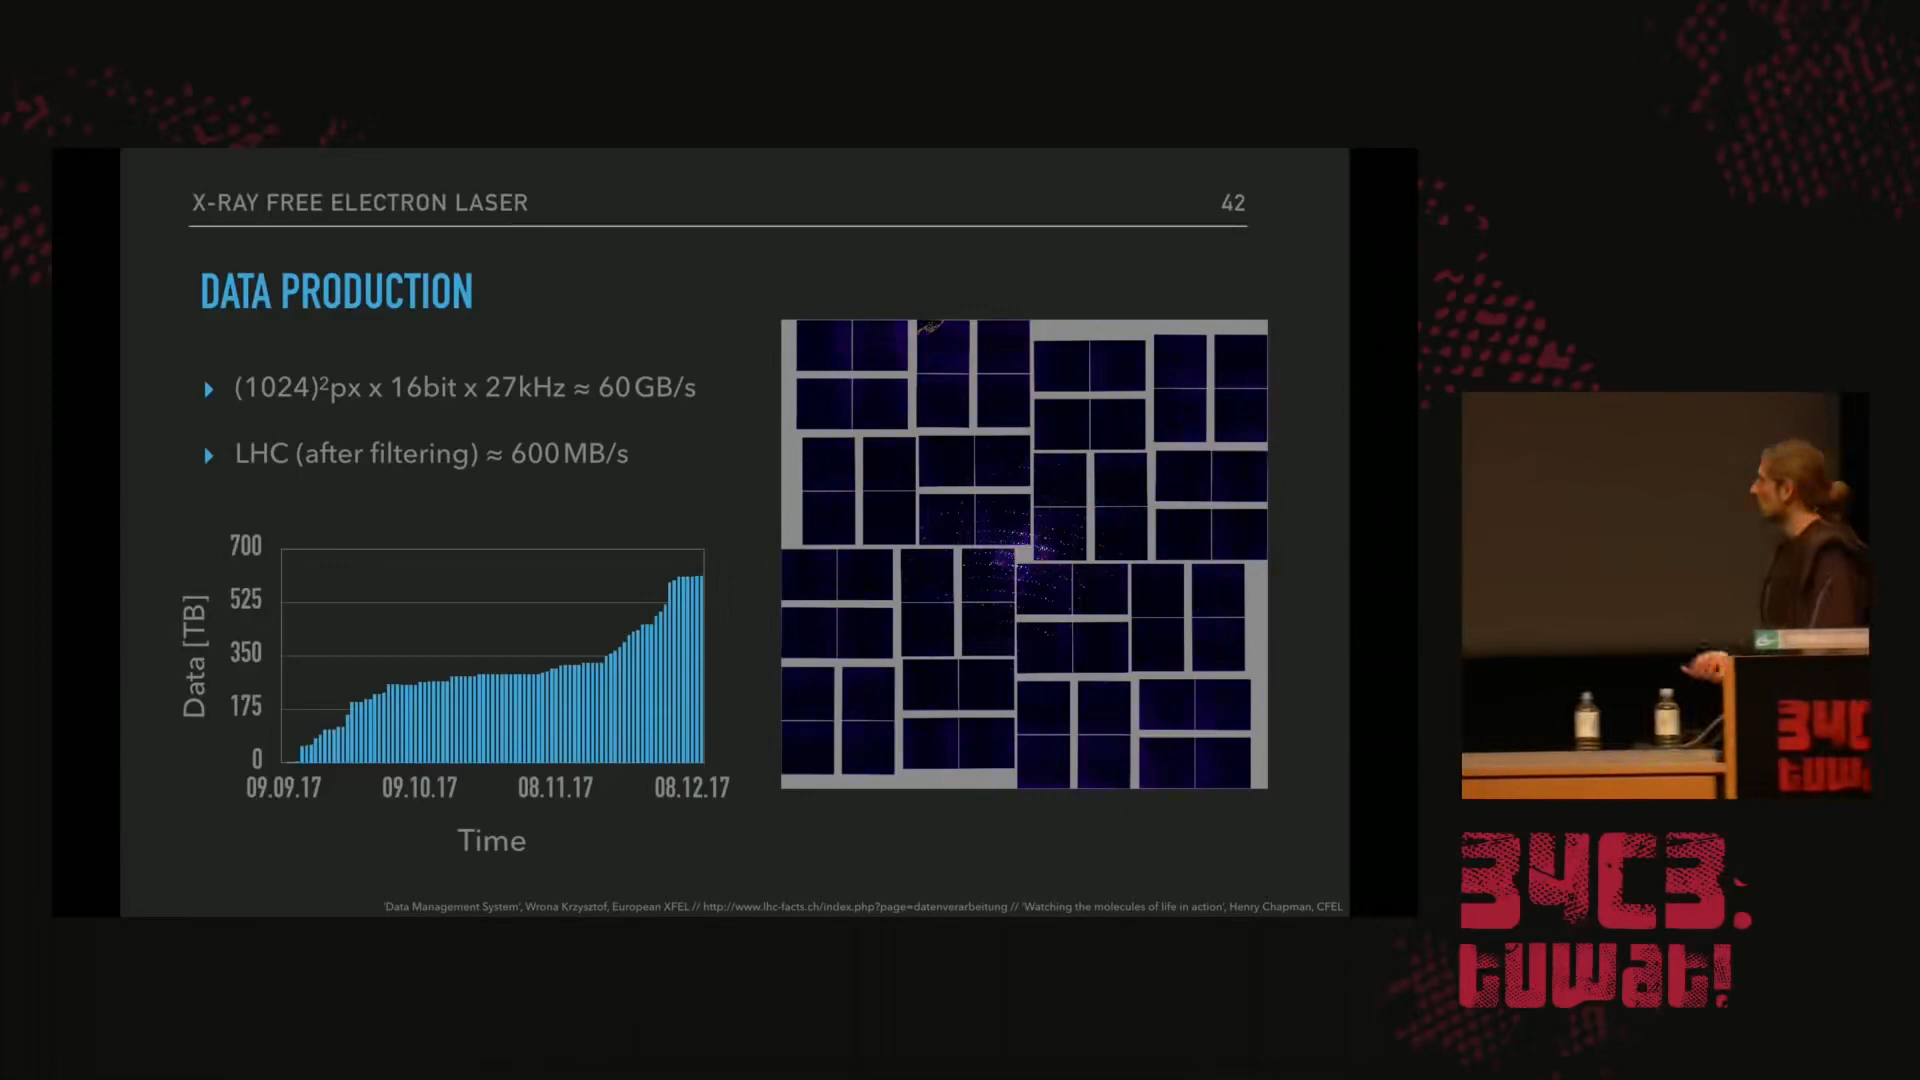 X-RAY FREE ELECTRON LASER 42
DATA PRODUCTION
(1024)²px x 16bit x 27kHz ≈ 60 GB/s
LHC (after filtering) ≈ 600 MB/s
700
525
350
175
0
Data [TB]
09.09.17 09.10.17 08.11.17 08.12.17
Time
'Data Management System', Wrona Krzysztof, European XFEL // http://www.lhc-facts.ch/index.php?page=datenverarbeitung // 'Watching the molecules of life in action', Henry Chapman, CFEL
34C
tuwa
34C3.
tuwat!